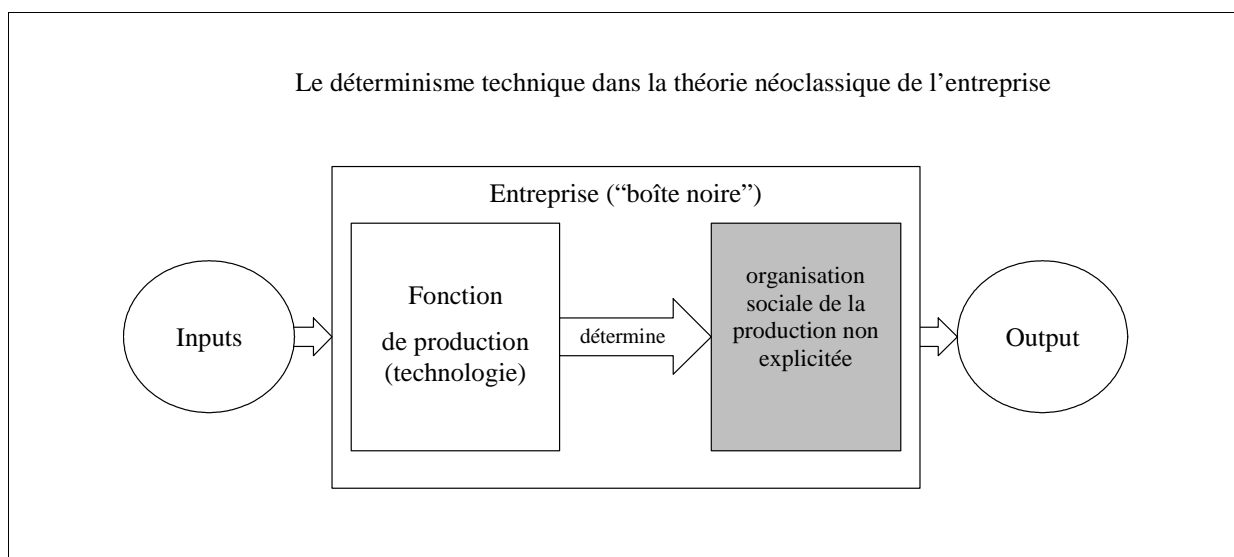 Le déterminisme technique dans la théorie néoclassique de l’entreprise
Entreprise (“boîte noire”)
Inputs
Fonction
de production
(technologie)
détermine
organisation
sociale de la
production non
explicitée
Output